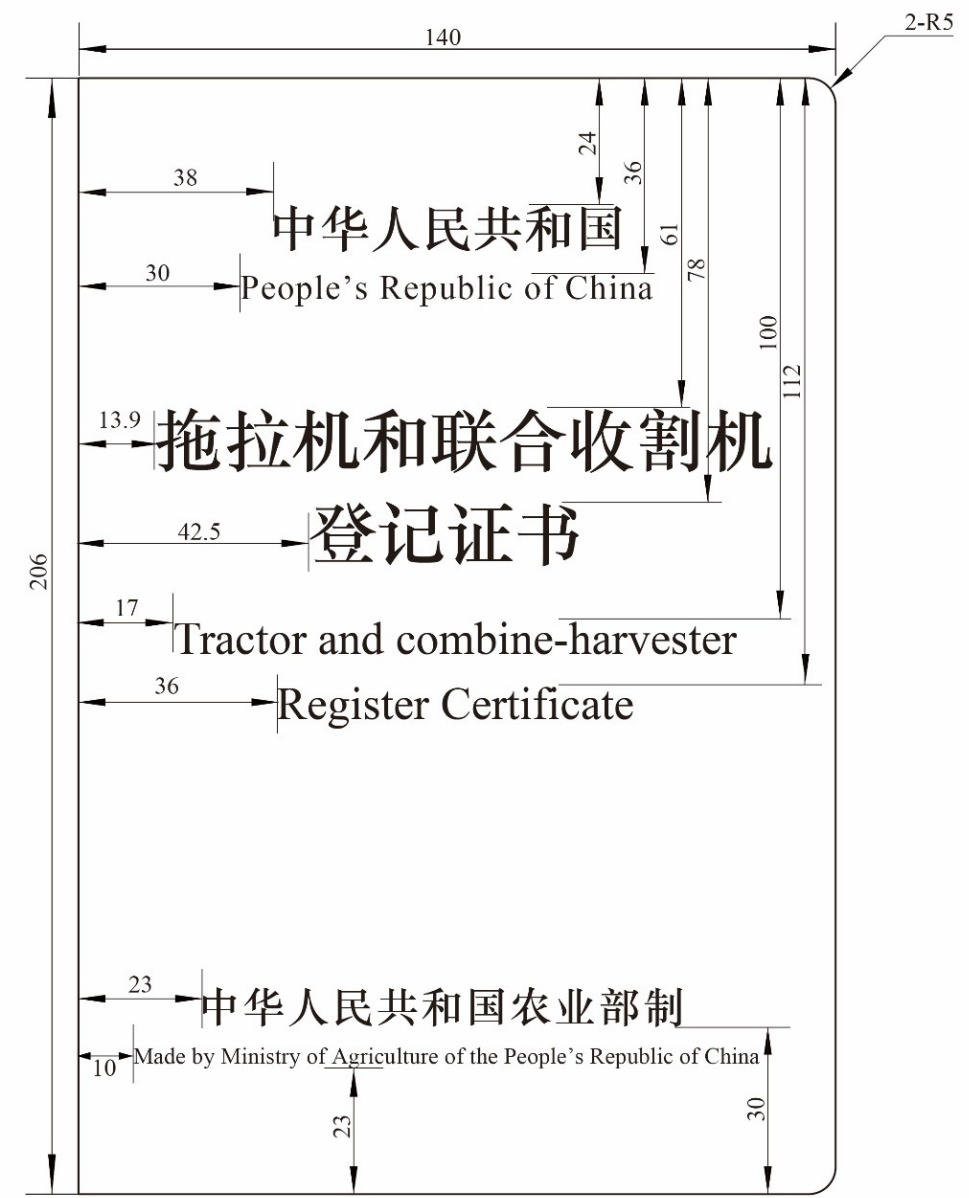 140
2-R5
24
36
38
中华人民共和国
61
78
30
People’s Republic of China
100
112
13.9
拖拉机和联合收割机
42.5
登记证书
206
17
Tractor and combine-harvester
36
Register Certificate
23
中华人民共和国农业部制
10
Made by Ministry of Agriculture of the People’s Republic of China
23
30